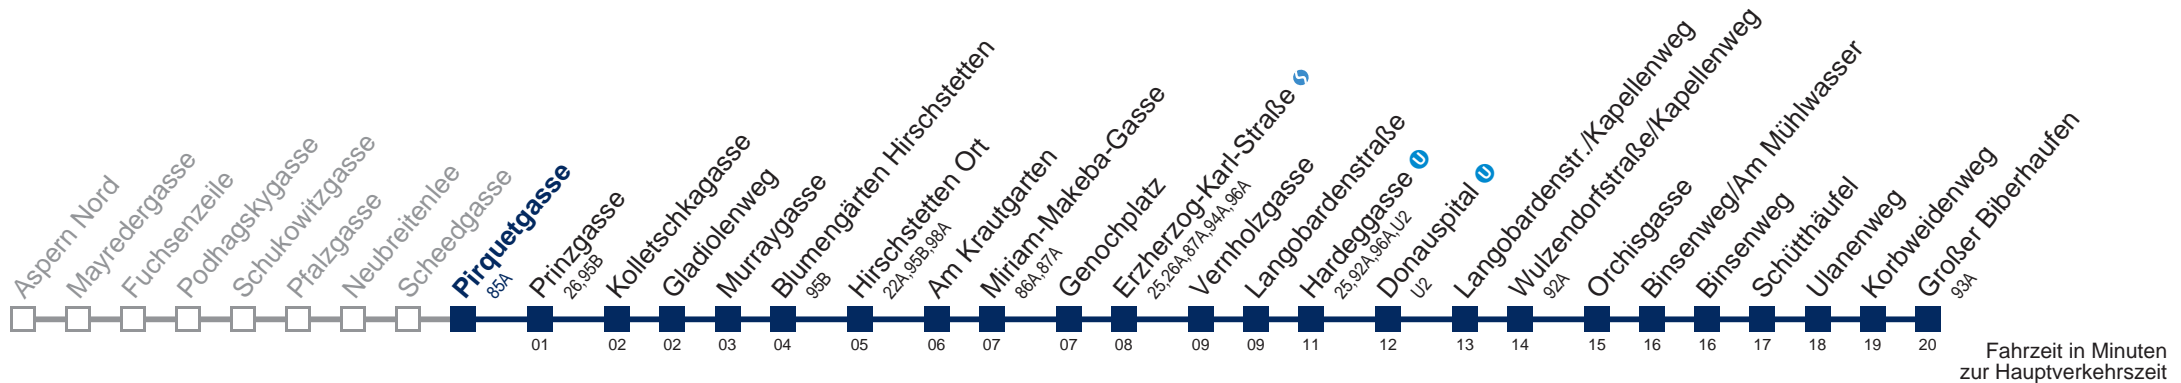 Aspern Nord
Mayredergasse
Fuchsenzeile
Podhagskygasse
Schukowitzgasse
Pfalzgasse
Neubreitenlee
Scheedgasse
Pirquetgasse
85A
Prinzgasse
26,95B
Kolletschkagasse
Gladiolenweg
Murraygasse
Blumengärten Hirschstetten
95B
Hirschstetten Ort
22A,95B,98A
Am Krautgarten
Miriam-Makeba-Gasse
86A,87A
Genochplatz
Erzherzog-Karl-Straße
25,26A,87A,94A,96A
Vernholzgasse
Langobardenstraße
Hardeggasse U
25,92A,96A,U2
Donauspital U
U2
Langobardenstr./Kapellenweg
Wulzendorfstraße/Kapellenweg
92A
Orchisgasse
Binsenweg/Am Mühlwasser
Binsenweg
Schütthäufel
Ulanenweg
Korbweidenweg
Großer Biberhaufen
93A
01 02 02 03 04 05 06 07 07 08 09 09 11 12 13 14 15 16 16 17 18 19 20
Fahrzeit in Minuten
zur Hauptverkehrszeit